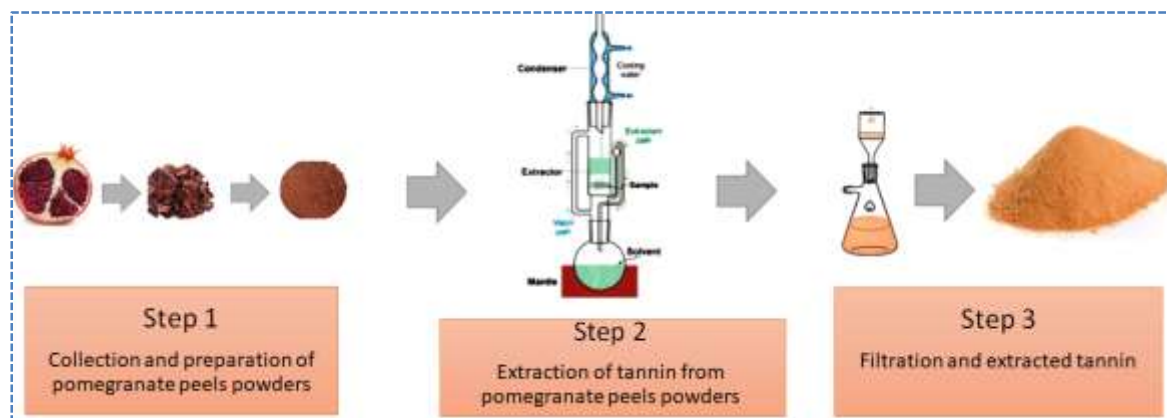 Condenser
Cooling
water
Extractor
Sample
Solvent
Mantle
Step 1
Collection and preparation of
pomegranate peels powders
Step 2
Extraction of tannin from
pomegranate peels powders
Step 3
Filtration and extracted tannin